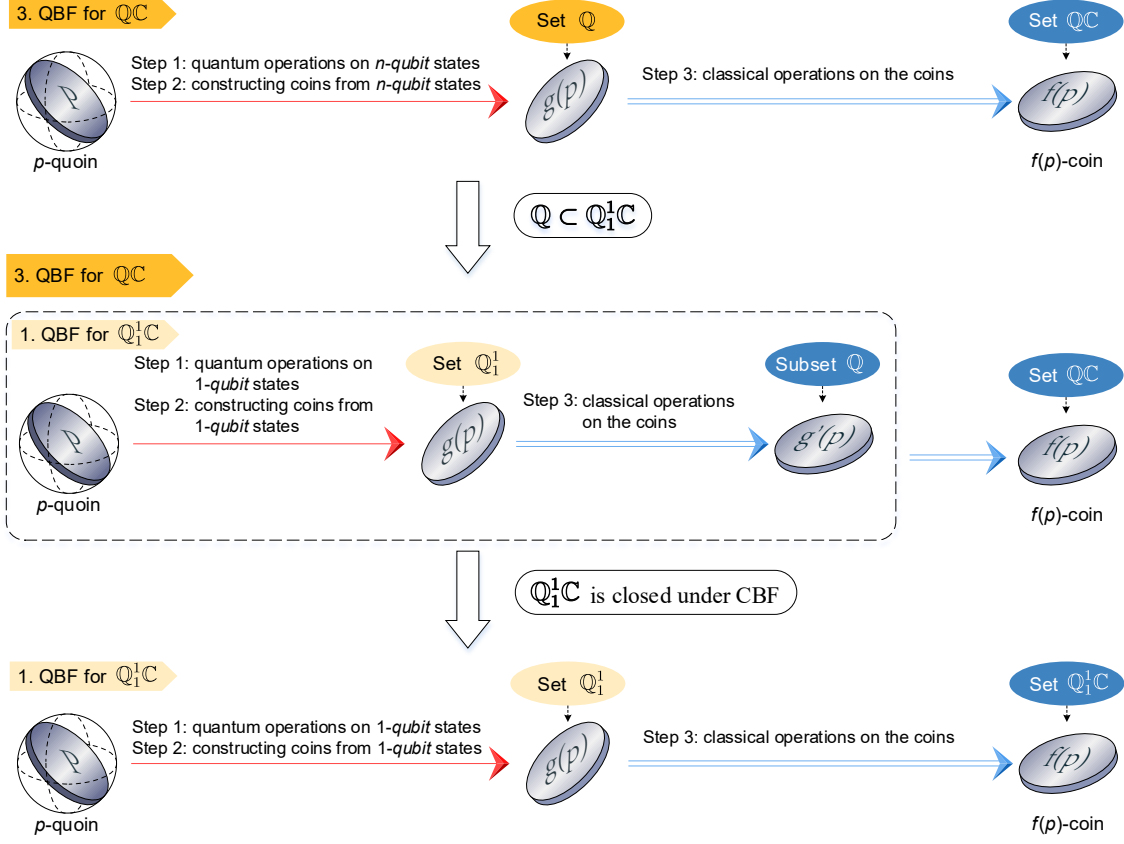 3. QBF for ℚℂ
Set ℚ
Set ℚℂ
Step 1: quantum operations on n-qubit states
Step 2: constructing coins from n-qubit states
Step 3: classical operations on the coins
p
g(p)
f(p)
p-quoin
f(p)-coin
ℚ ⊂ ℚ₁¹ℂ
3. QBF for ℚℂ
1. QBF for ℚ₁¹ℂ
Step 1: quantum operations on
1-qubit states
Step 2: constructing coins from
1-qubit states
Set ℚ₁¹
Subset ℚ
Set ℚℂ
Step 3: classical operations
on the coins
p
g(p)
g'(p)
f(p)
p-quoin
f(p)-coin
ℚ₁¹ℂ is closed under CBF
1. QBF for ℚ₁¹ℂ
Set ℚ₁¹
Set ℚ₁¹ℂ
Step 1: quantum operations on 1-qubit states
Step 2: constructing coins from 1-qubit states
Step 3: classical operations on the coins
p
g(p)
f(p)
p-quoin
f(p)-coin